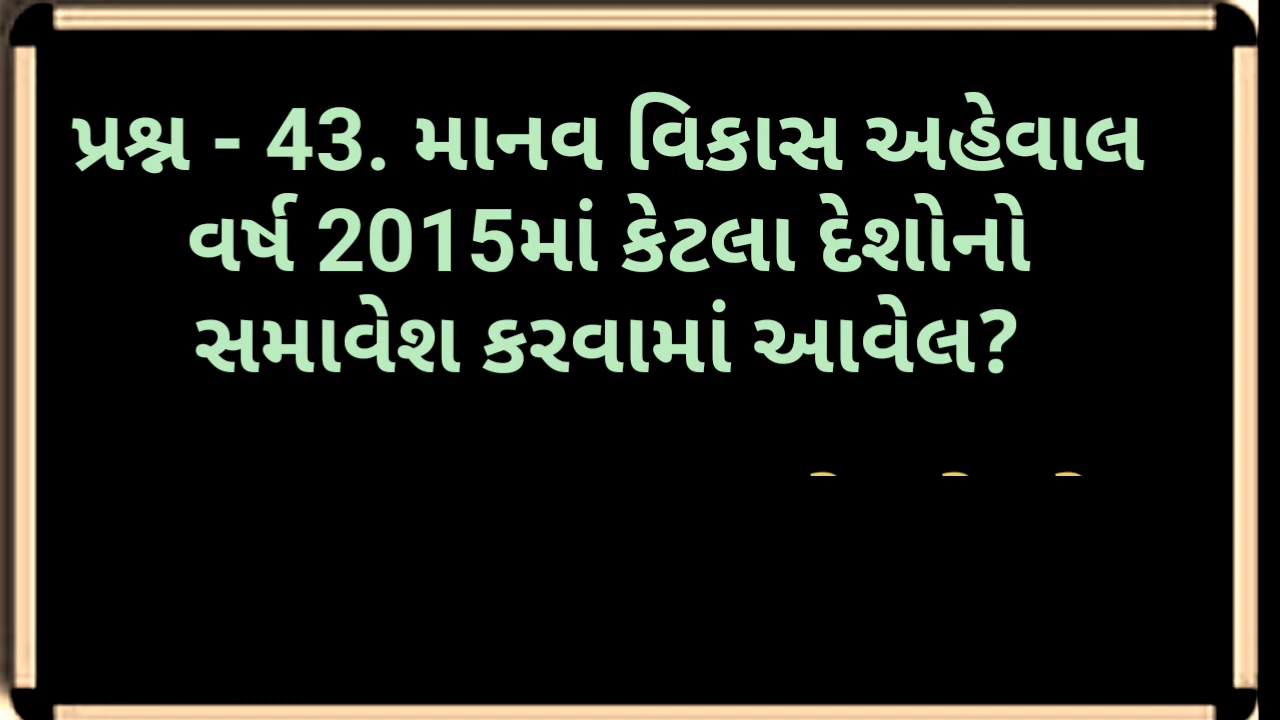 પ્રશ્ન - 43. માનવ વિકાસ અહેવાલ
વર્ષ 2015માં કેટલા દેશોનો
સમાવેશ કરવામાં આવેલ?